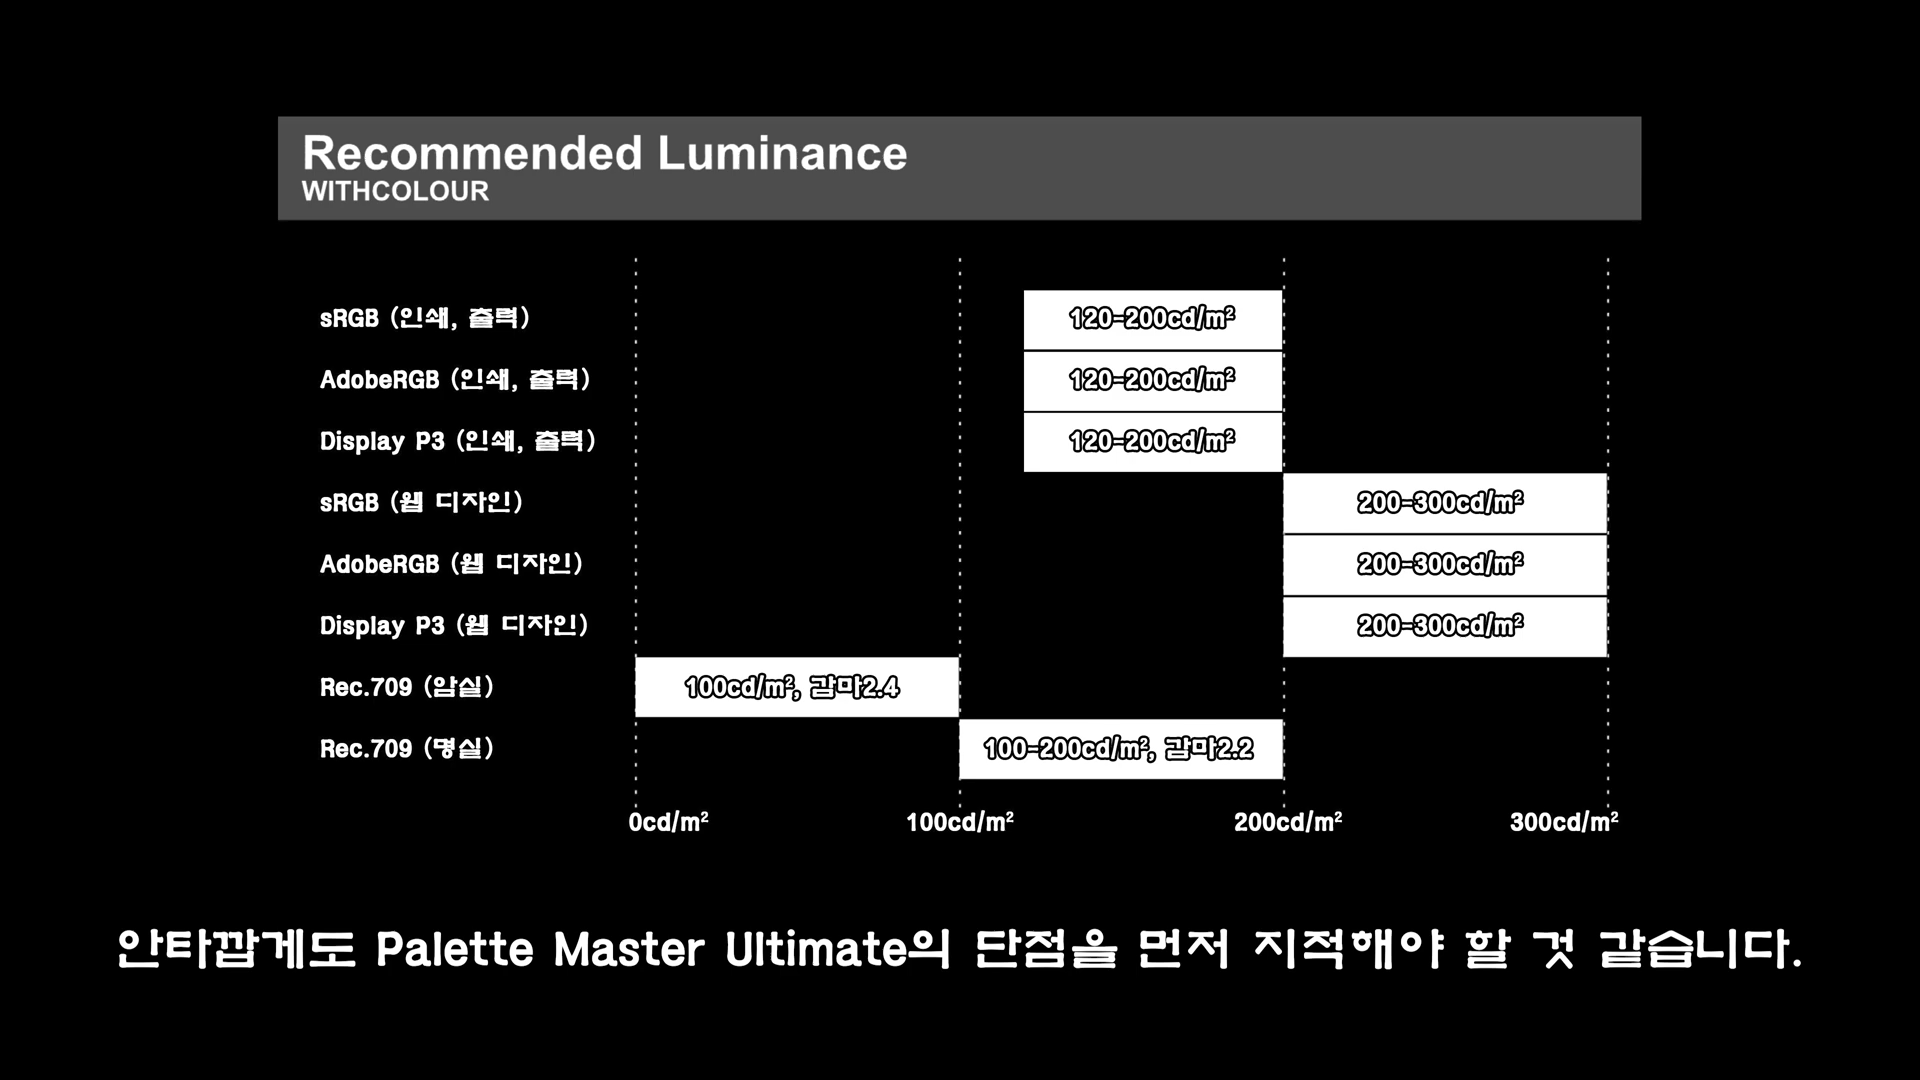 Recommended Luminance
WITHCOLOUR
sRGB (인쇄, 출력) 120-200cd/m²
AdobeRGB (인쇄, 출력) 120-200cd/m²
Display P3 (인쇄, 출력) 120-200cd/m²
sRGB (웹 디자인) 200-300cd/m²
AdobeRGB (웹 디자인) 200-300cd/m²
Display P3 (웹 디자인) 200-300cd/m²
Rec.709 (암실) 100cd/m², 감마2.4
Rec.709 (명실) 100-200cd/m², 감마2.2
0cd/m² 100cd/m² 200cd/m² 300cd/m²
안타깝게도 Palette Master Ultimate의 단점을 먼저 지적해야 할 것 같습니다.